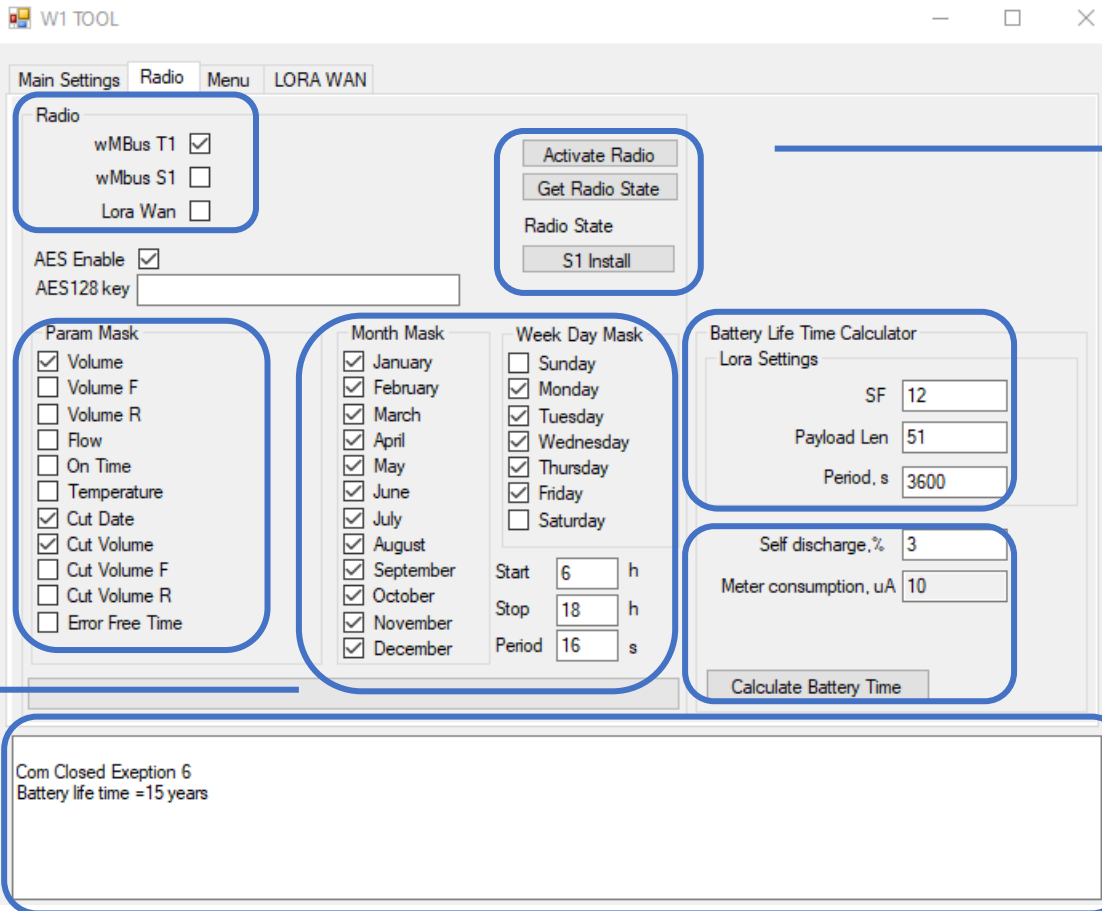 W1 TOOL
Main Settings Radio Menu LORA WAN
Radio
wMBus T1
wMbus S1
Lora Wan
Activate Radio
Get Radio State
Radio State
S1 Install
AES Enable
AES128 key
Param Mask
Volume
Volume F
Volume R
Flow
On Time
Temperature
Cut Date
Cut Volume
Cut Volume F
Cut Volume R
Error Free Time
Month Mask
January
February
March
April
May
June
July
August
September
October
November
December
Week Day Mask
Sunday
Monday
Tuesday
Wednesday
Thursday
Friday
Saturday
Start 6 h
Stop 18 h
Period 16 s
Battery Life Time Calculator
Lora Settings
SF 12
Payload Len 51
Period, s 3600
Self discharge,% 3
Meter consumption, uA 10
Calculate Battery Time
Com Closed Exeption 6
Battery life time =15 years